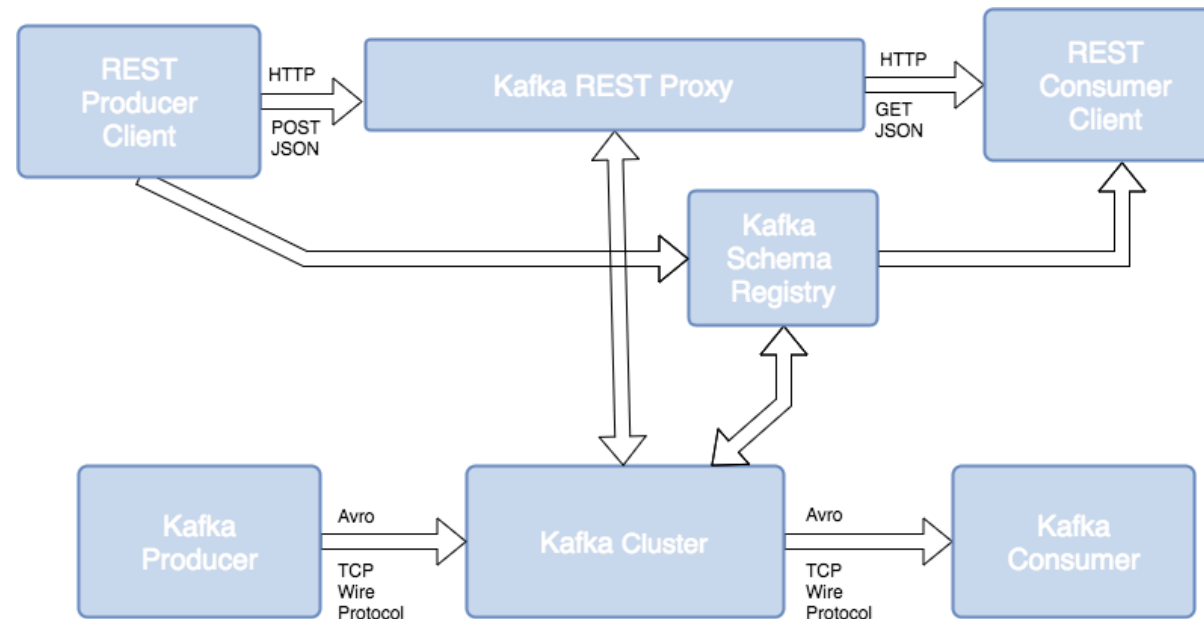 REST
Producer
Client
HTTP
POST
JSON
Kafka REST Proxy
HTTP
GET
JSON
REST
Consumer
Client
Kafka
Schema
Registry
Kafka
Producer
Avro
TCP
Wire
Protocol
Kafka Cluster
Avro
TCP
Wire
Protocol
Kafka
Consumer